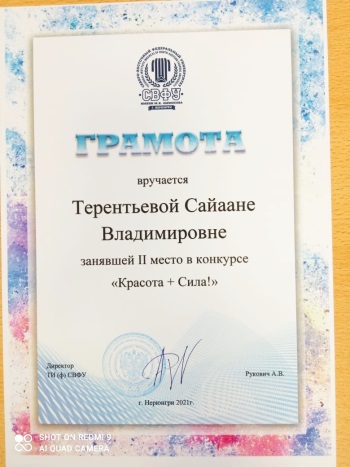 СВФУ
ГРАМОТА
вручается
Терентьевой Сайаане
Владимировне
занявшей II место в конкурсе
«Красота + Сила!»
Директор
ТИ (ф) СВФУ
Рукович А.В.
г. Нерюнгри 2021г.
SHOT ON REDMI 9
AI QUAD CAMERA